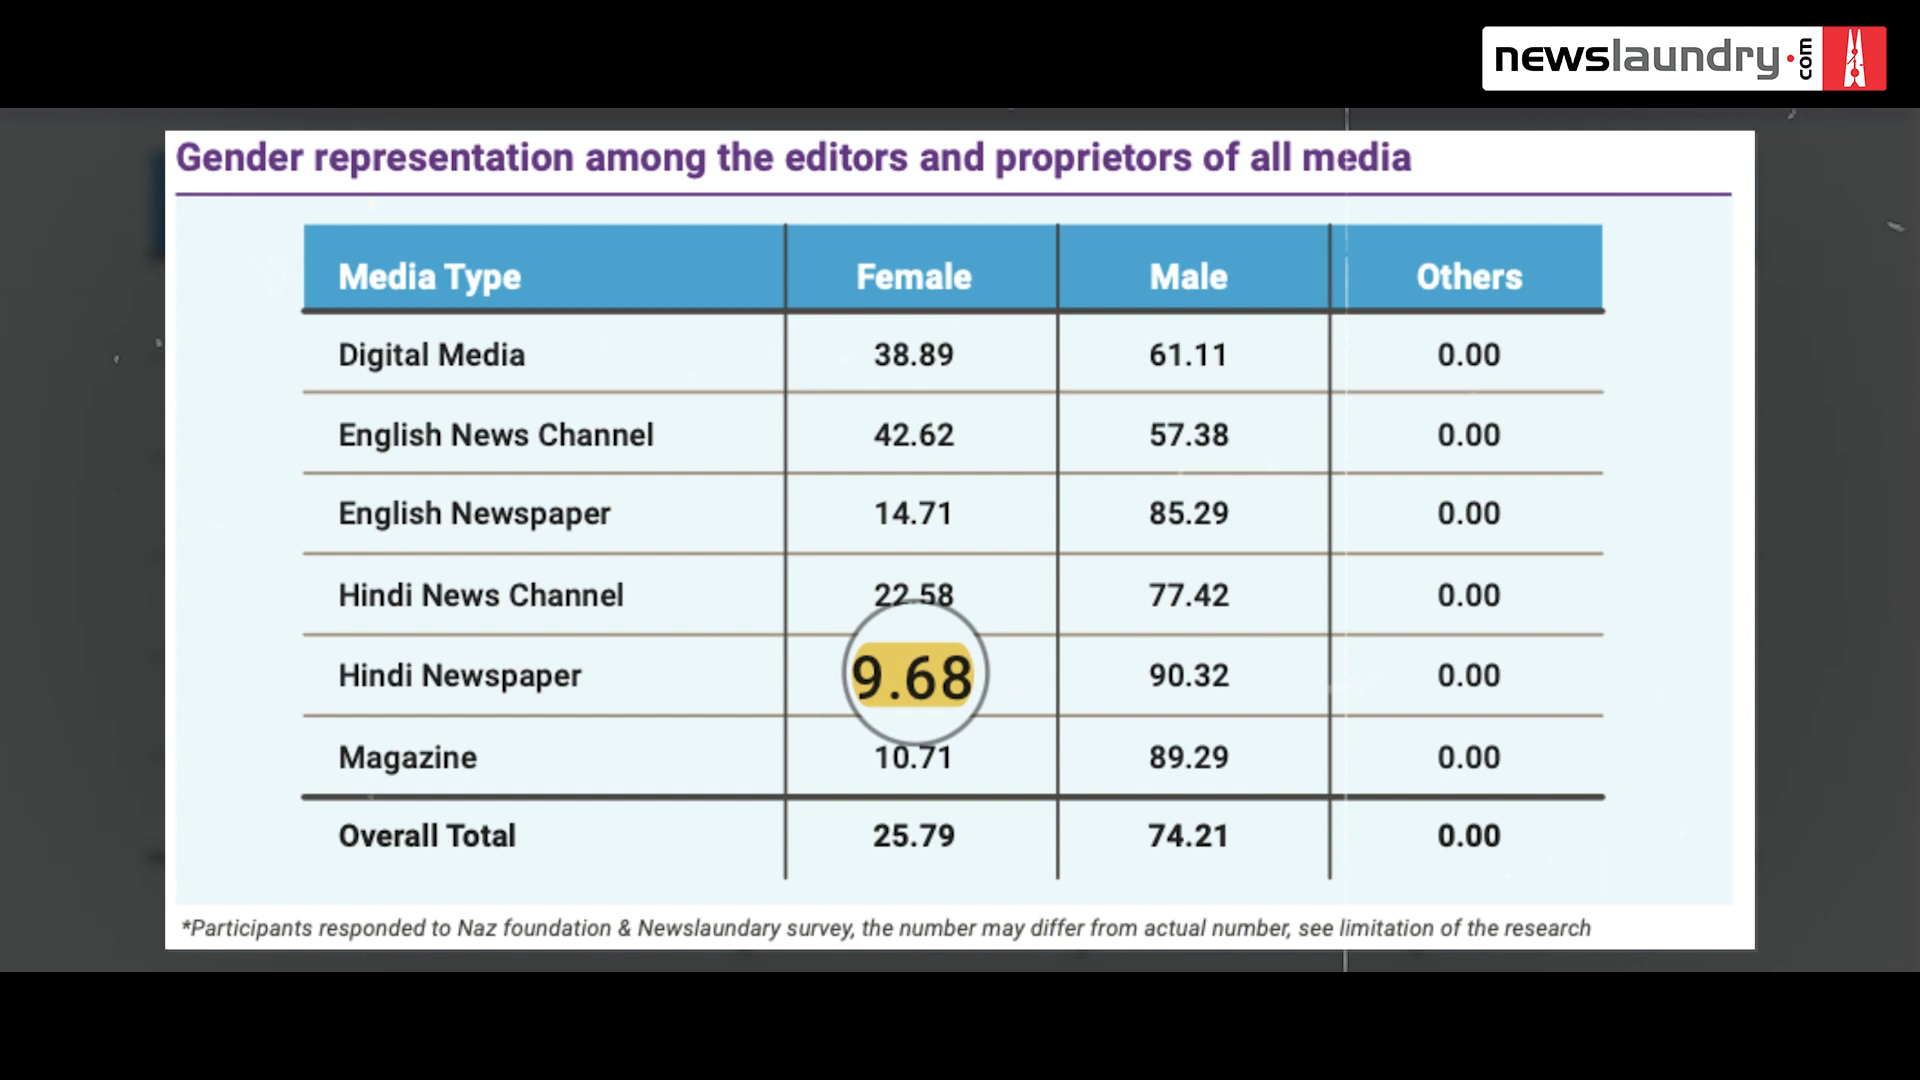 newslaundry.com
Gender representation among the editors and proprietors of all media
Media Type Female Male Others
Digital Media 38.89 61.11 0.00
English News Channel 42.62 57.38 0.00
English Newspaper 14.71 85.29 0.00
Hindi News Channel 22.58 77.42 0.00
Hindi Newspaper 9.68 90.32 0.00
Magazine 10.71 89.29 0.00
Overall Total 25.79 74.21 0.00
*Participants responded to Naz foundation & Newslaundary survey, the number may differ from actual number, see limitation of the research